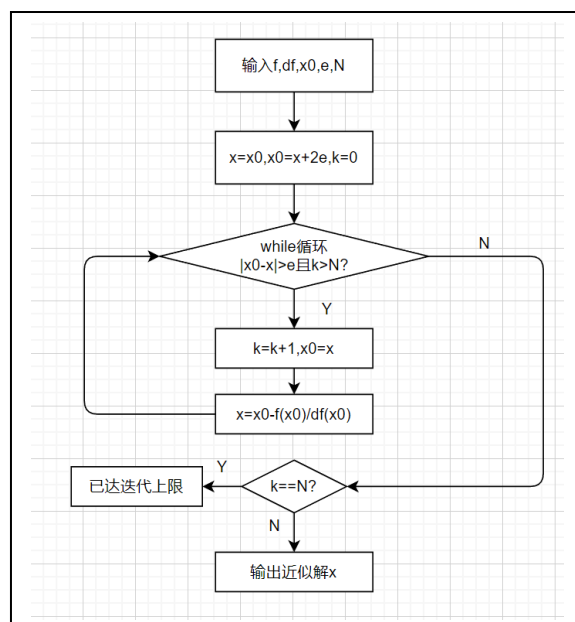 输入f,df,x0,e,N
x=x0,x0=x+2e,k=0
while循环
|x0-x|>e且k>N?
N
Y
k=k+1,x0=x
x=x0-f(x0)/df(x0)
Y
k==N?
已达迭代上限
N
输出近似解x